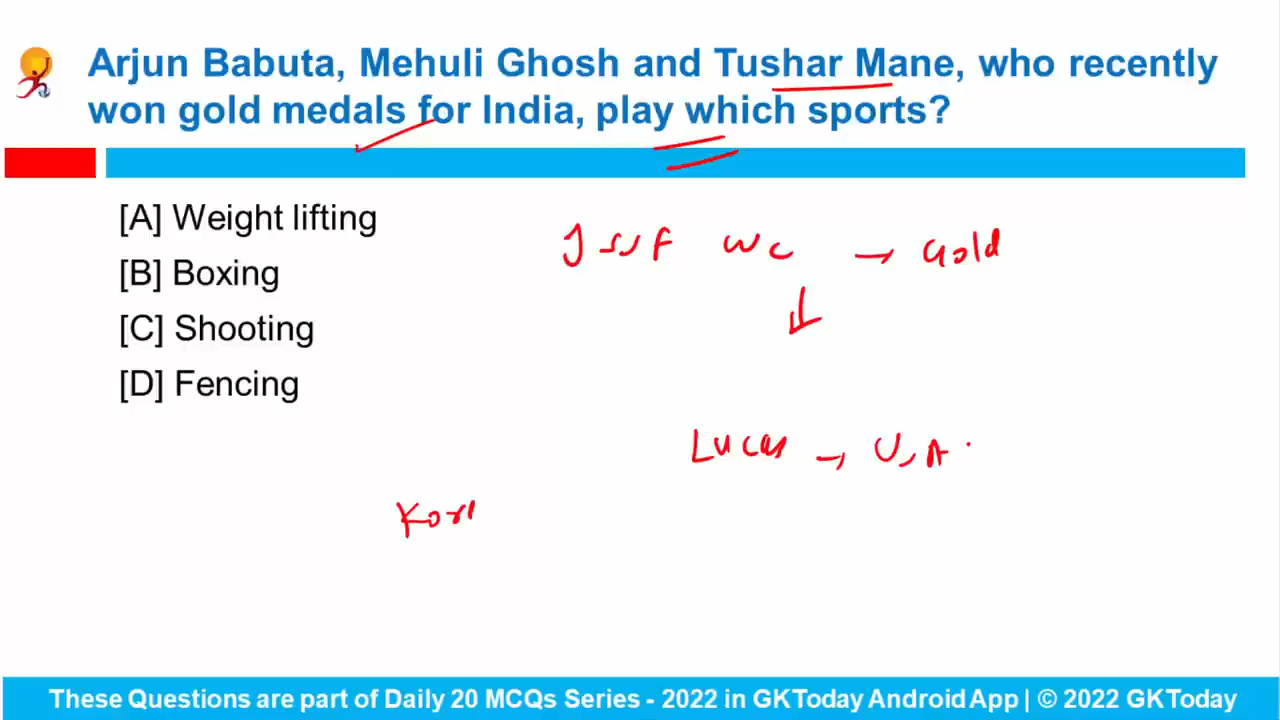 Arjun Babuta, Mehuli Ghosh and Tushar Mane, who recently
won gold medals for India, play which sports?
[A] Weight lifting
[B] Boxing
[C] Shooting
[D] Fencing
ISSF WC → Gold
Lucas → USA
These Questions are part of Daily 20 MCQs Series - 2022 in GKToday Android App | © 2022 GKToday